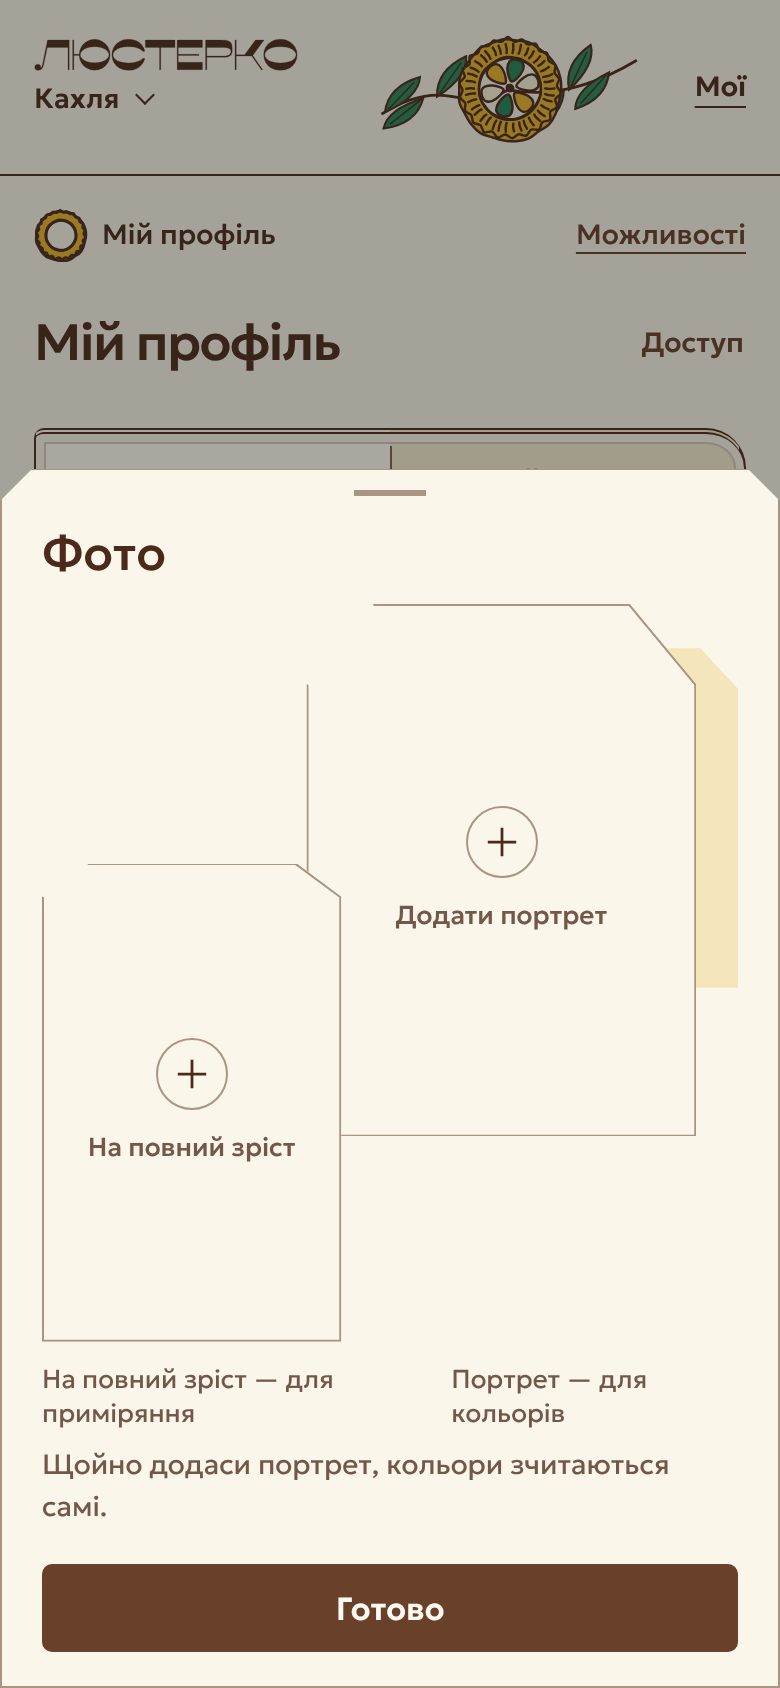 ЛЮСТЕРКО
Кахля
Мої
Мій профіль
Можливості
Мій профіль
Доступ
Фото
Додати портрет
На повний зріст
На повний зріст — для
приміряння
Портрет — для
кольорів
Щойно додаси портрет, кольори зчитаються
самі.
Готово